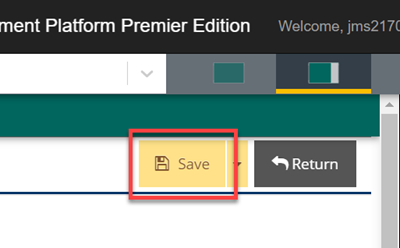 ment Platform Premier Edition
Welcome, jms2170
Save
Return